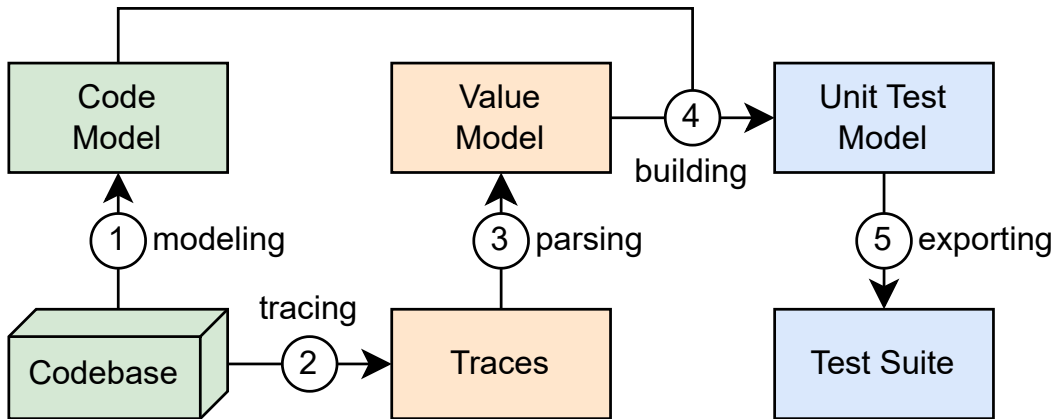 Code
Model
Value
Model
4
building
Unit Test
Model
1
modeling
3
parsing
5
exporting
Codebase
tracing
2
Traces
Test Suite